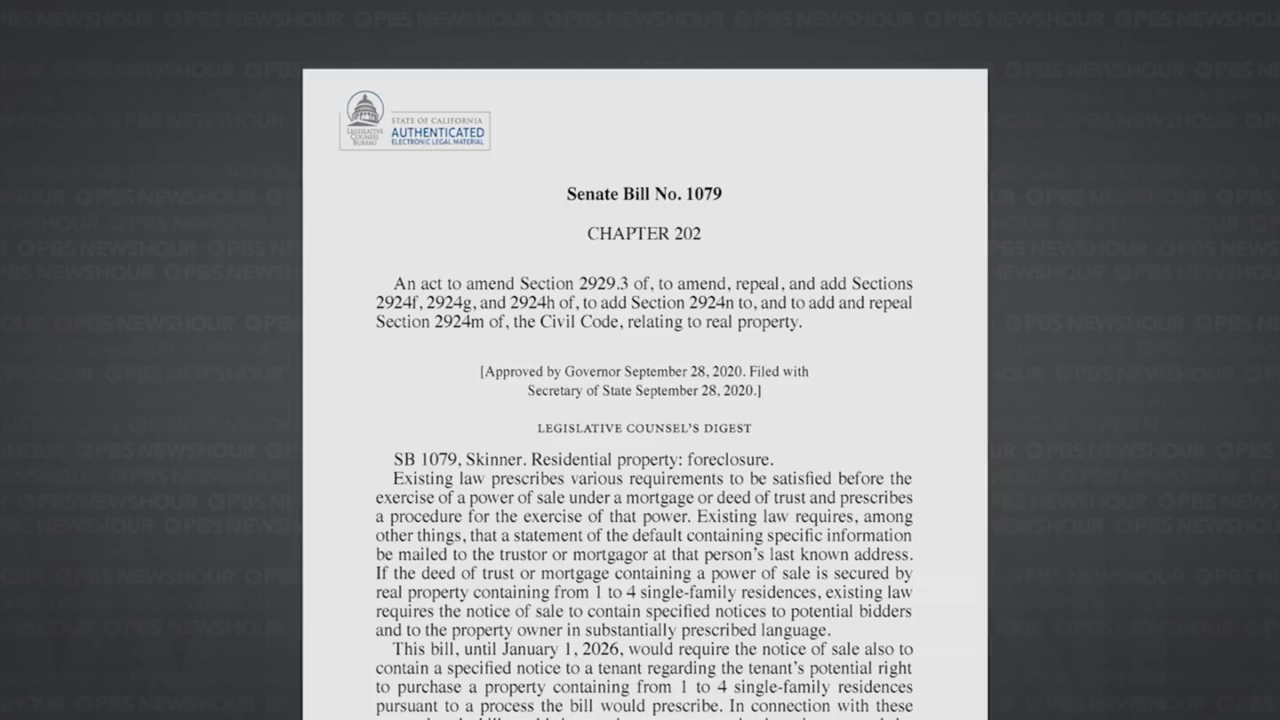 PBS NEWSHOUR
LEGISLATIVE
COUNSEL
BUREAU
STATE OF CALIFORNIA
AUTHENTICATED
ELECTRONIC LEGAL MATERIAL
Senate Bill No. 1079
CHAPTER 202
An act to amend Section 2929.3 of, to amend, repeal, and add Sections
2924f, 2924g, and 2924h of, to add Section 2924n to, and to add and repeal
Section 2924m of, the Civil Code, relating to real property.
[Approved by Governor September 28, 2020. Filed with
Secretary of State September 28, 2020.]
LEGISLATIVE COUNSEL'S DIGEST
SB 1079, Skinner. Residential property: foreclosure.
Existing law prescribes various requirements to be satisfied before the
exercise of a power of sale under a mortgage or deed of trust and prescribes
a procedure for the exercise of that power. Existing law requires, among
other things, that a statement of the default containing specific information
be mailed to the trustor or mortgagor at that person's last known address.
If the deed of trust or mortgage containing a power of sale is secured by
real property containing from 1 to 4 single-family residences, existing law
requires the notice of sale to contain specified notices to potential bidders
and to the property owner in substantially prescribed language.
This bill, until January 1, 2026, would require the notice of sale also to
contain a specified notice to a tenant regarding the tenant's potential right
to purchase a property containing from 1 to 4 single-family residences
pursuant to a process the bill would prescribe. In connection with these